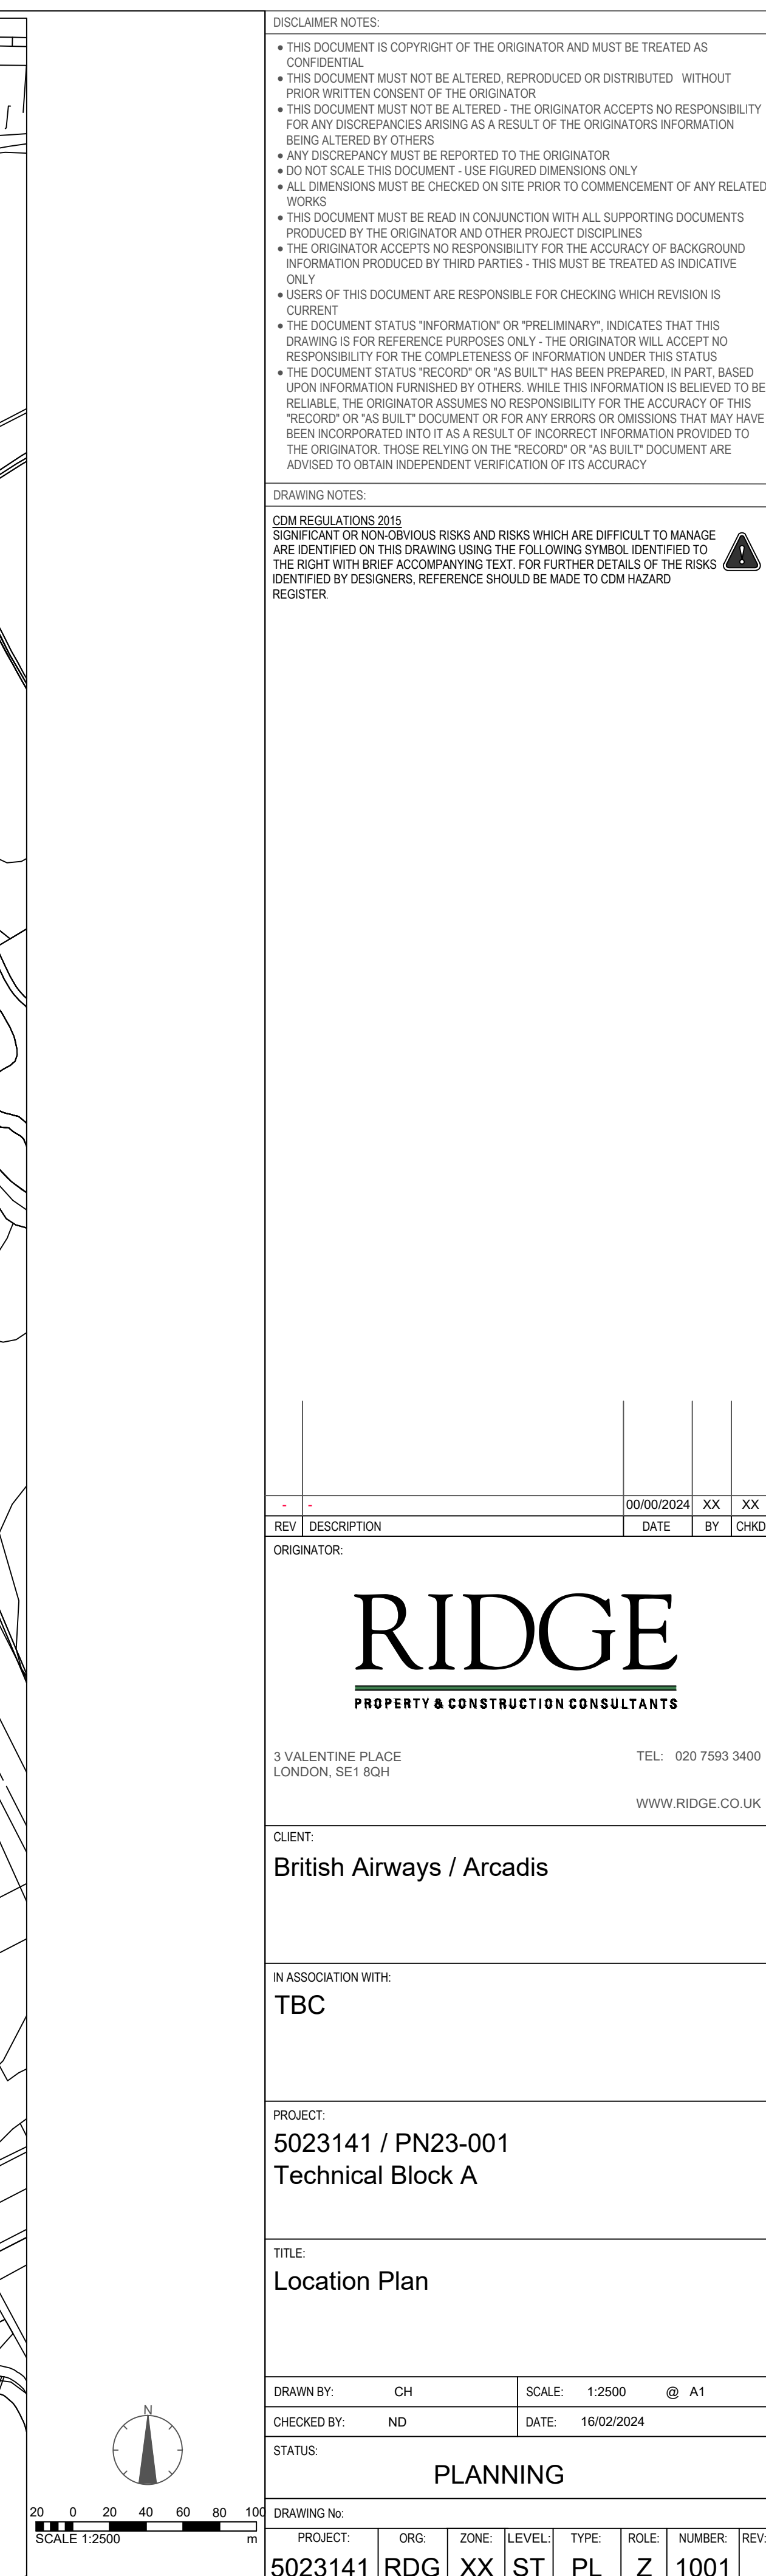 DISCLAIMER NOTES:
● THIS DOCUMENT IS COPYRIGHT OF THE ORIGINATOR AND MUST BE TREATED AS
CONFIDENTIAL
● THIS DOCUMENT MUST NOT BE ALTERED, REPRODUCED OR DISTRIBUTED WITHOUT
PRIOR WRITTEN CONSENT OF THE ORIGINATOR
● THIS DOCUMENT MUST NOT BE ALTERED - THE ORIGINATOR ACCEPTS NO RESPONSIBILITY
FOR ANY DISCREPANCIES ARISING AS A RESULT OF THE ORIGINATORS INFORMATION
BEING ALTERED BY OTHERS
● ANY DISCREPANCY MUST BE REPORTED TO THE ORIGINATOR
● DO NOT SCALE THIS DOCUMENT - USE FIGURED DIMENSIONS ONLY
● ALL DIMENSIONS MUST BE CHECKED ON SITE PRIOR TO COMMENCEMENT OF ANY RELATED
WORKS
● THIS DOCUMENT MUST BE READ IN CONJUNCTION WITH ALL SUPPORTING DOCUMENTS
PRODUCED BY THE ORIGINATOR AND OTHER PROJECT DISCIPLINES
● THE ORIGINATOR ACCEPTS NO RESPONSIBILITY FOR THE ACCURACY OF BACKGROUND
INFORMATION PRODUCED BY THIRD PARTIES - THIS MUST BE TREATED AS INDICATIVE
ONLY
● USERS OF THIS DOCUMENT ARE RESPONSIBLE FOR CHECKING WHICH REVISION IS
CURRENT
● THE DOCUMENT STATUS "INFORMATION" OR "PRELIMINARY", INDICATES THAT THIS
DRAWING IS FOR REFERENCE PURPOSES ONLY - THE ORIGINATOR WILL ACCEPT NO
RESPONSIBILITY FOR THE COMPLETENESS OF INFORMATION UNDER THIS STATUS
● THE DOCUMENT STATUS "RECORD" OR "AS BUILT" HAS BEEN PREPARED, IN PART, BASED
UPON INFORMATION FURNISHED BY OTHERS. WHILE THIS INFORMATION IS BELIEVED TO BE
RELIABLE, THE ORIGINATOR ASSUMES NO RESPONSIBILITY FOR THE ACCURACY OF THIS
"RECORD" OR "AS BUILT" DOCUMENT OR FOR ANY ERRORS OR OMISSIONS THAT MAY HAVE
BEEN INCORPORATED INTO IT AS A RESULT OF INCORRECT INFORMATION PROVIDED TO
THE ORIGINATOR. THOSE RELYING ON THE "RECORD" OR "AS BUILT" DOCUMENT ARE
ADVISED TO OBTAIN INDEPENDENT VERIFICATION OF ITS ACCURACY
DRAWING NOTES:
CDM REGULATIONS 2015
SIGNIFICANT OR NON-OBVIOUS RISKS AND RISKS WHICH ARE DIFFICULT TO MANAGE
ARE IDENTIFIED ON THIS DRAWING USING THE FOLLOWING SYMBOL IDENTIFIED TO
THE RIGHT WITH BRIEF ACCOMPANYING TEXT. FOR FURTHER DETAILS OF THE RISKS
IDENTIFIED BY DESIGNERS, REFERENCE SHOULD BE MADE TO CDM HAZARD
REGISTER.
!
- - 00/00/2024 XX XX
REV DESCRIPTION DATE BY CHKD
ORIGINATOR:
RIDGE
PROPERTY & CONSTRUCTION CONSULTANTS
3 VALENTINE PLACE TEL: 020 7593 3400
LONDON, SE1 8QH
WWW.RIDGE.CO.UK
CLIENT:
British Airways / Arcadis
IN ASSOCIATION WITH:
TBC
PROJECT:
5023141 / PN23-001
Technical Block A
TITLE:
Location Plan
DRAWN BY: CH SCALE: 1:2500 @ A1
CHECKED BY: ND DATE: 16/02/2024
STATUS:
PLANNING
N
20 0 20 40 60 80 100
SCALE 1:2500 m
DRAWING No:
PROJECT: ORG: ZONE: LEVEL: TYPE: ROLE: NUMBER: REV:
5023141 RDG XX ST PL Z 1001